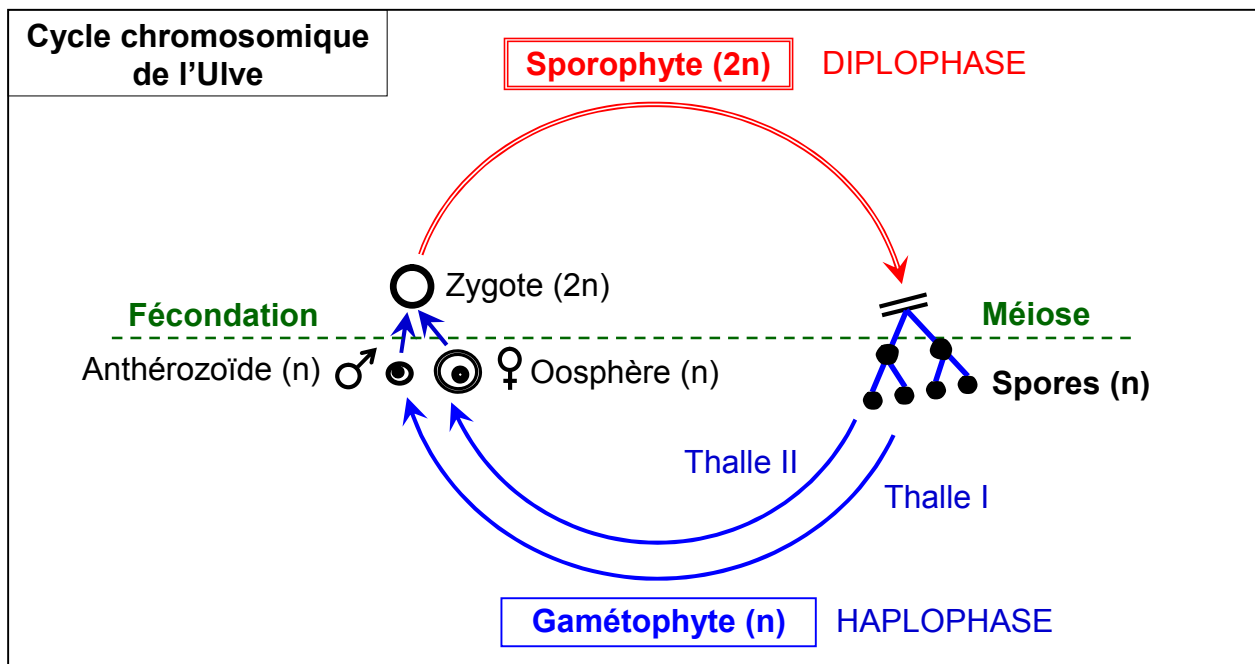 Cycle chromosomique
de l'Ulve
Sporophyte (2n)
DIPLOPHASE
Zygote (2n)
Fécondation
Méiose
Anthérozoïde (n)
Oosphère (n)
Spores (n)
Thalle II
Thalle I
Gamétophyte (n)
HAPLOPHASE